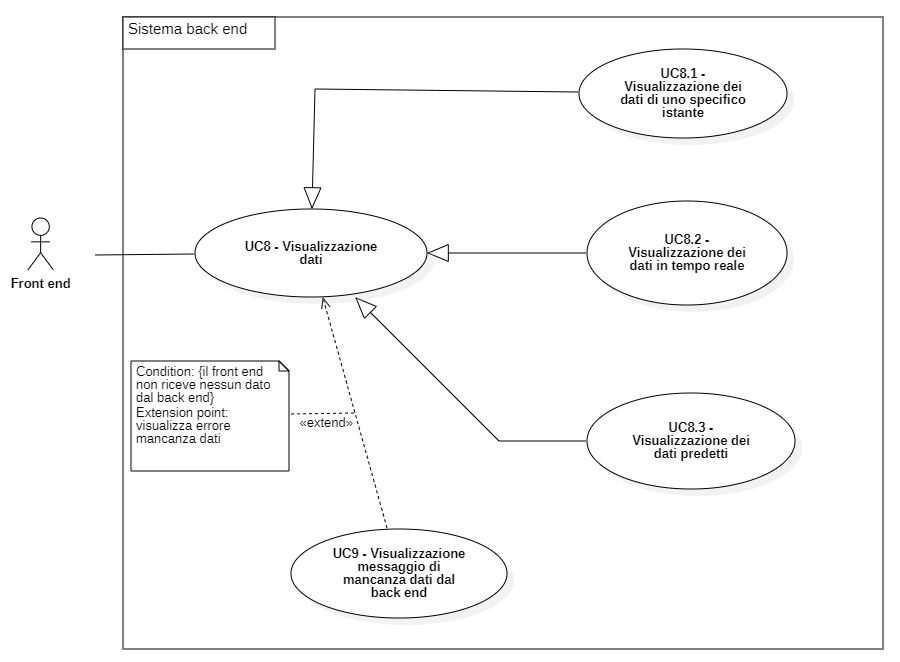 Sistema back end
UC8.1 -
Visualizzazione dei
dati di uno specifico
istante
UC8 - Visualizzazione
dati
UC8.2 -
Visualizzazione dei
dati in tempo reale
Front end
Condition: {il front end
non riceve nessun dato
dal back end}
Extension point:
visualizza errore
mancanza dati
«extend»
UC8.3 -
Visualizzazione dei
dati predetti
UC9 - Visualizzazione
messaggio di
mancanza dati dal
back end